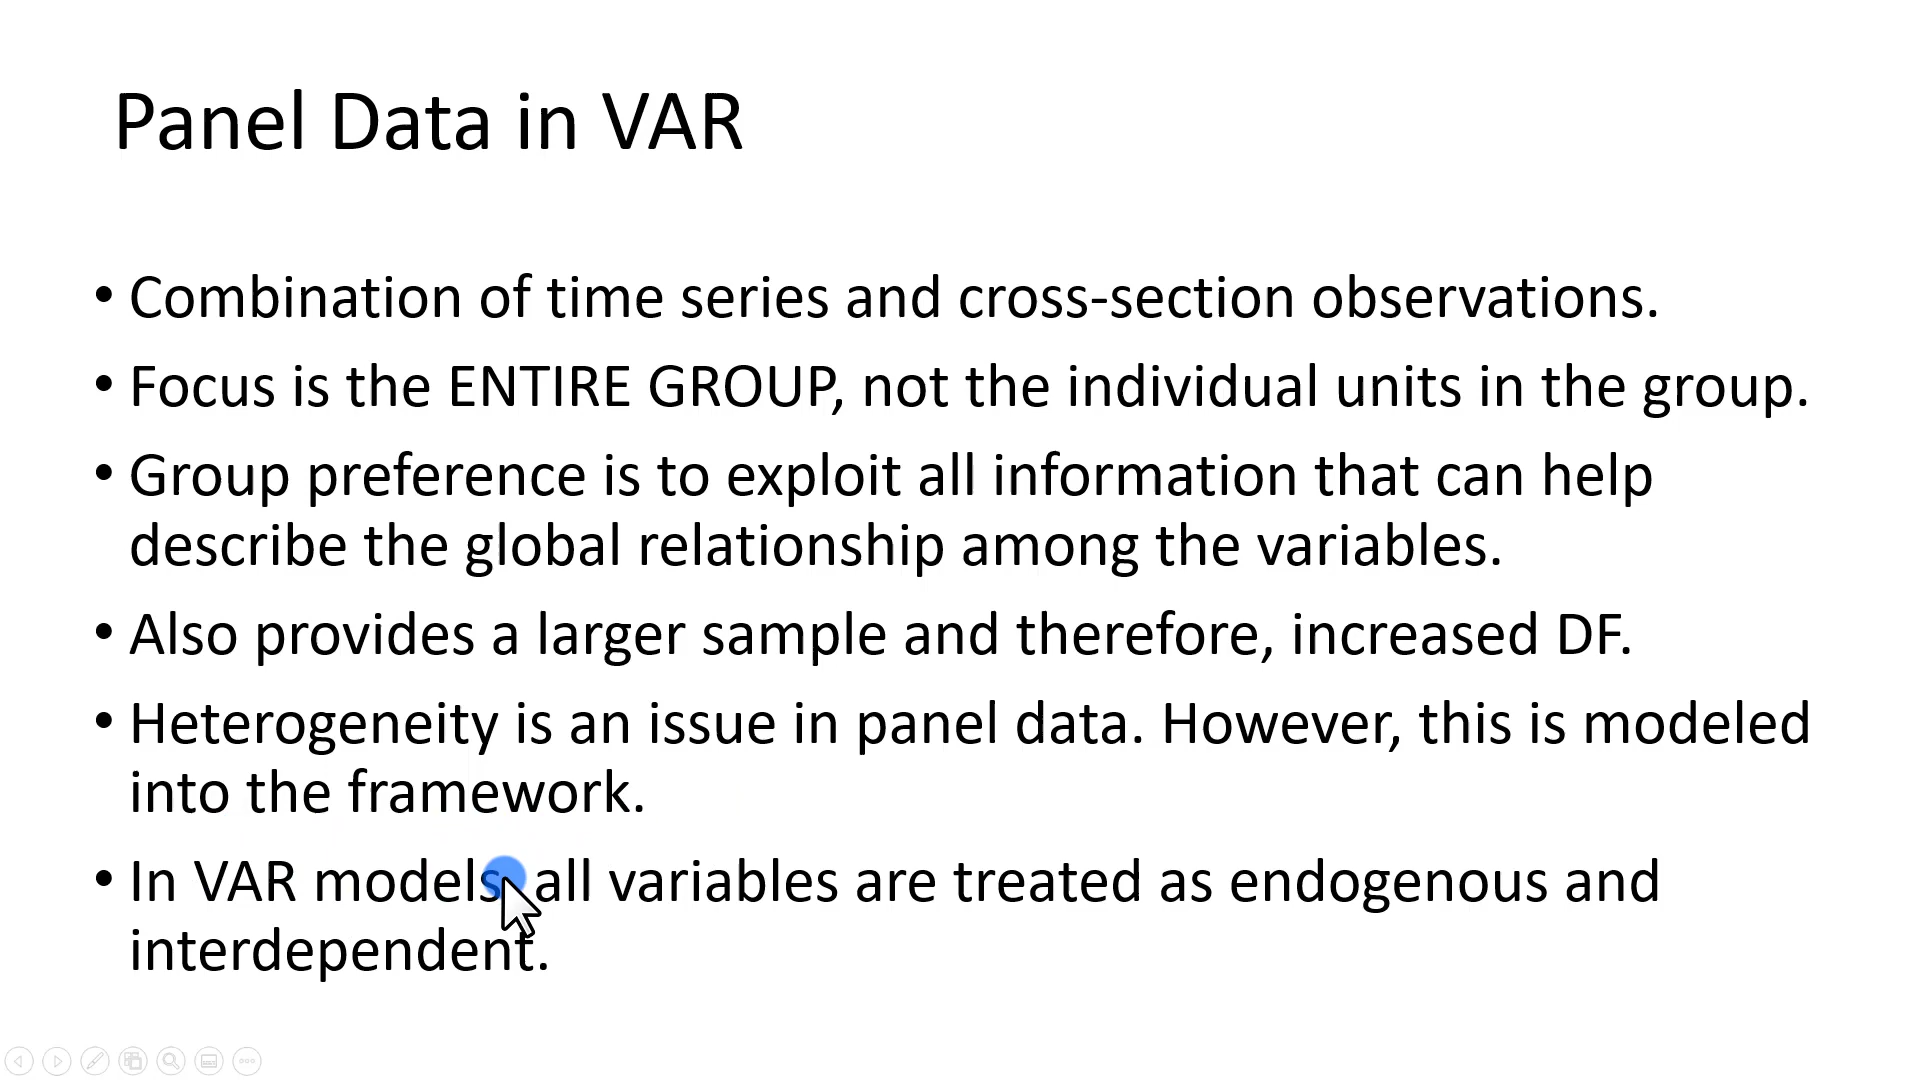 Panel Data in VAR
• Combination of time series and cross-section observations.
• Focus is the ENTIRE GROUP, not the individual units in the group.
• Group preference is to exploit all information that can help
describe the global relationship among the variables.
• Also provides a larger sample and therefore, increased DF.
• Heterogeneity is an issue in panel data. However, this is modeled
into the framework.
• In VAR models, all variables are treated as endogenous and
interdependent.